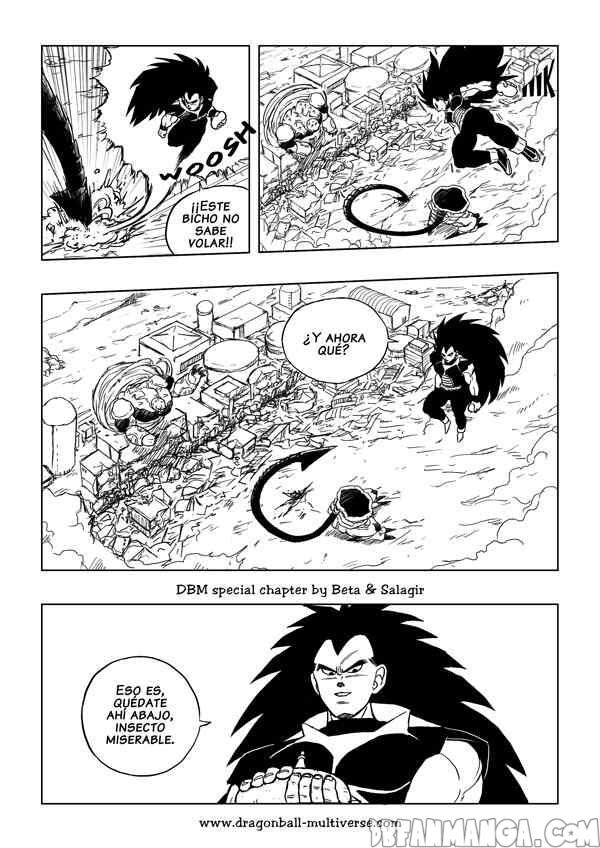 WOOSH
¡¡ESTE
BICHO NO
SABE
VOLAR!!
¿Y AHORA
QUÉ?
DBM special chapter by Beta & Salagir
ESO ES,
QUÉDATE
AHÍ ABAJO,
INSECTO
MISERABLE.
www.dragonball-multiverse.com
DBFANMANGA.COM